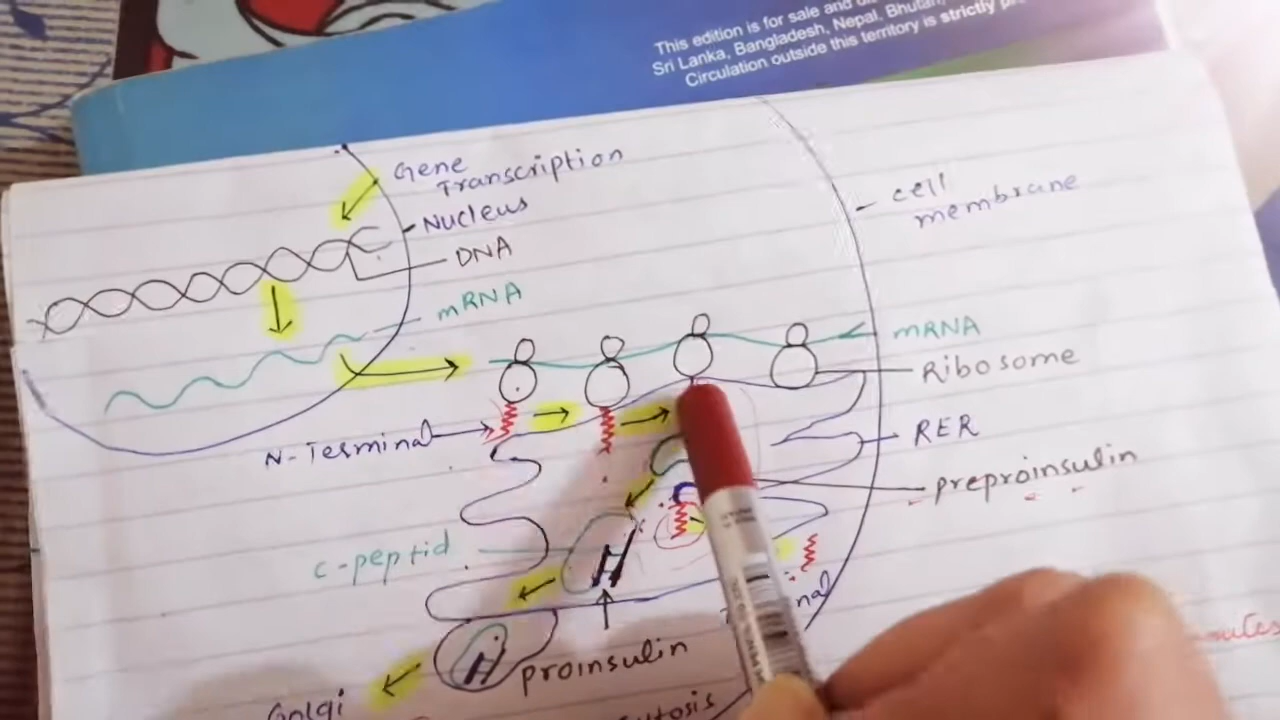 This edition is for sale and
Sri Lanka, Bangladesh, Nepal, Bhutan,
Circulation outside this territory is strictly
Gene
Transcription
Nucleus
DNA
mRNA
cell
membrane
mRNA
Ribosome
N-Terminal
RER
preproinsulin
c-peptid
proinsulin
Golgi